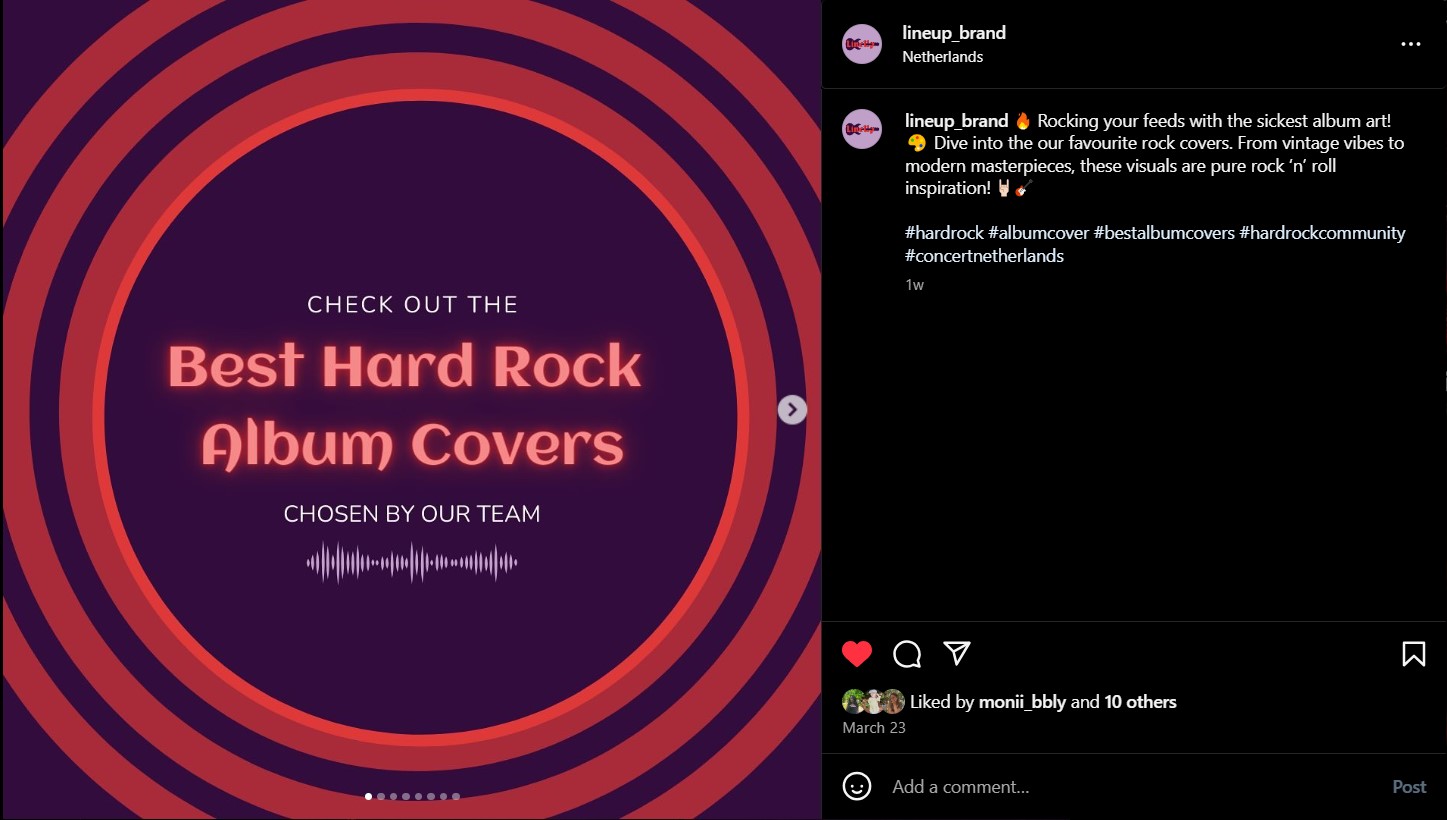 CHECK OUT THE
Best Hard Rock
Album Covers
CHOSEN BY OUR TEAM
lineup_brand
Netherlands
lineup_brand 🔥 Rocking your feeds with the sickest album art!
🎨 Dive into the our favourite rock covers. From vintage vibes to
modern masterpieces, these visuals are pure rock ‘n’ roll
inspiration! 🤘🏻🎸
#hardrock #albumcover #bestalbumcovers #hardrockcommunity
#concertnetherlands
1w
Liked by monii_bbly and 10 others
March 23
Add a comment...
Post